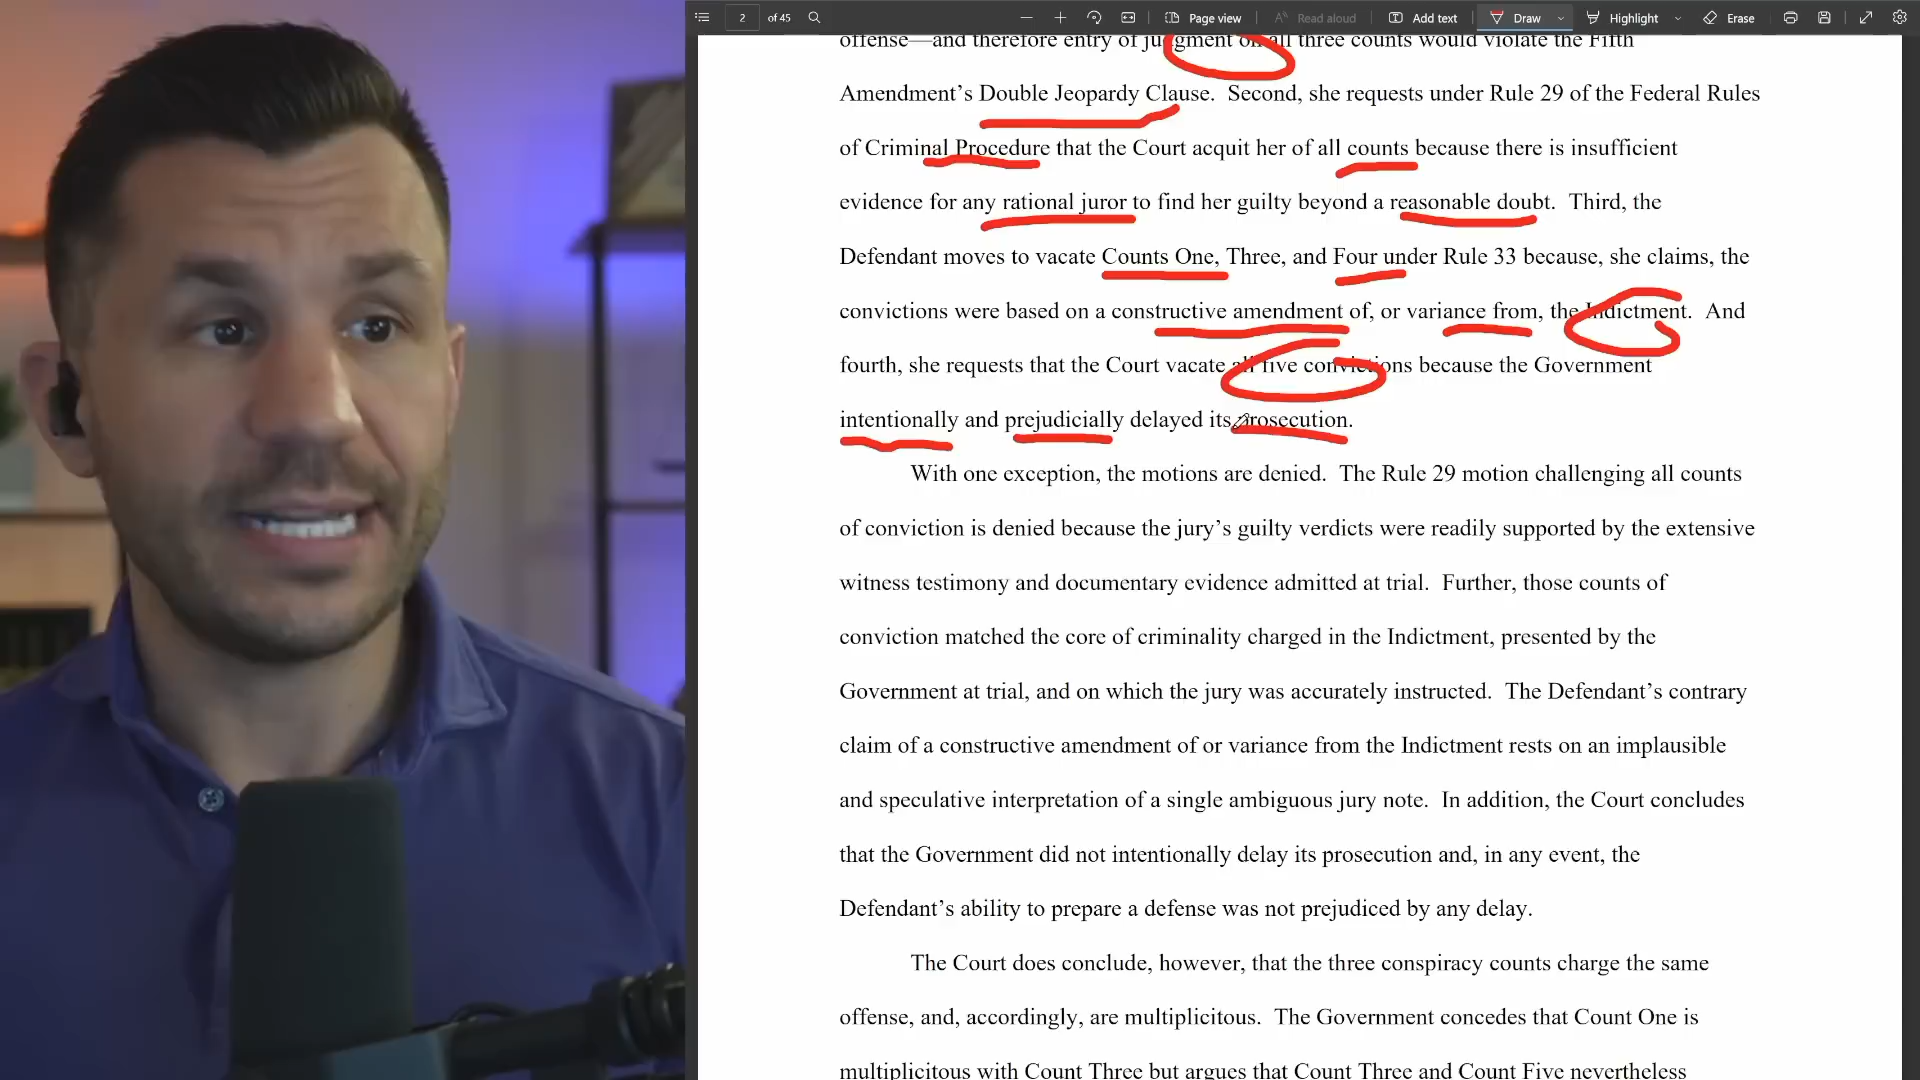 2 of 45 Page view Read aloud Add text Draw Highlight Erase
offense—and therefore entry of judgment on all three counts would violate the Fifth
Amendment’s Double Jeopardy Clause. Second, she requests under Rule 29 of the Federal Rules
of Criminal Procedure that the Court acquit her of all counts because there is insufficient
evidence for any rational juror to find her guilty beyond a reasonable doubt. Third, the
Defendant moves to vacate Counts One, Three, and Four under Rule 33 because, she claims, the
convictions were based on a constructive amendment of, or variance from, the Indictment. And
fourth, she requests that the Court vacate all five convictions because the Government
intentionally and prejudicially delayed its prosecution.
With one exception, the motions are denied. The Rule 29 motion challenging all counts
of conviction is denied because the jury’s guilty verdicts were readily supported by the extensive
witness testimony and documentary evidence admitted at trial. Further, those counts of
conviction matched the core of criminality charged in the Indictment, presented by the
Government at trial, and on which the jury was accurately instructed. The Defendant’s contrary
claim of a constructive amendment of or variance from the Indictment rests on an implausible
and speculative interpretation of a single ambiguous jury note. In addition, the Court concludes
that the Government did not intentionally delay its prosecution and, in any event, the
Defendant’s ability to prepare a defense was not prejudiced by any delay.
The Court does conclude, however, that the three conspiracy counts charge the same
offense, and, accordingly, are multiplicitous. The Government concedes that Count One is
multiplicitous with Count Three but argues that Count Three and Count Five nevertheless